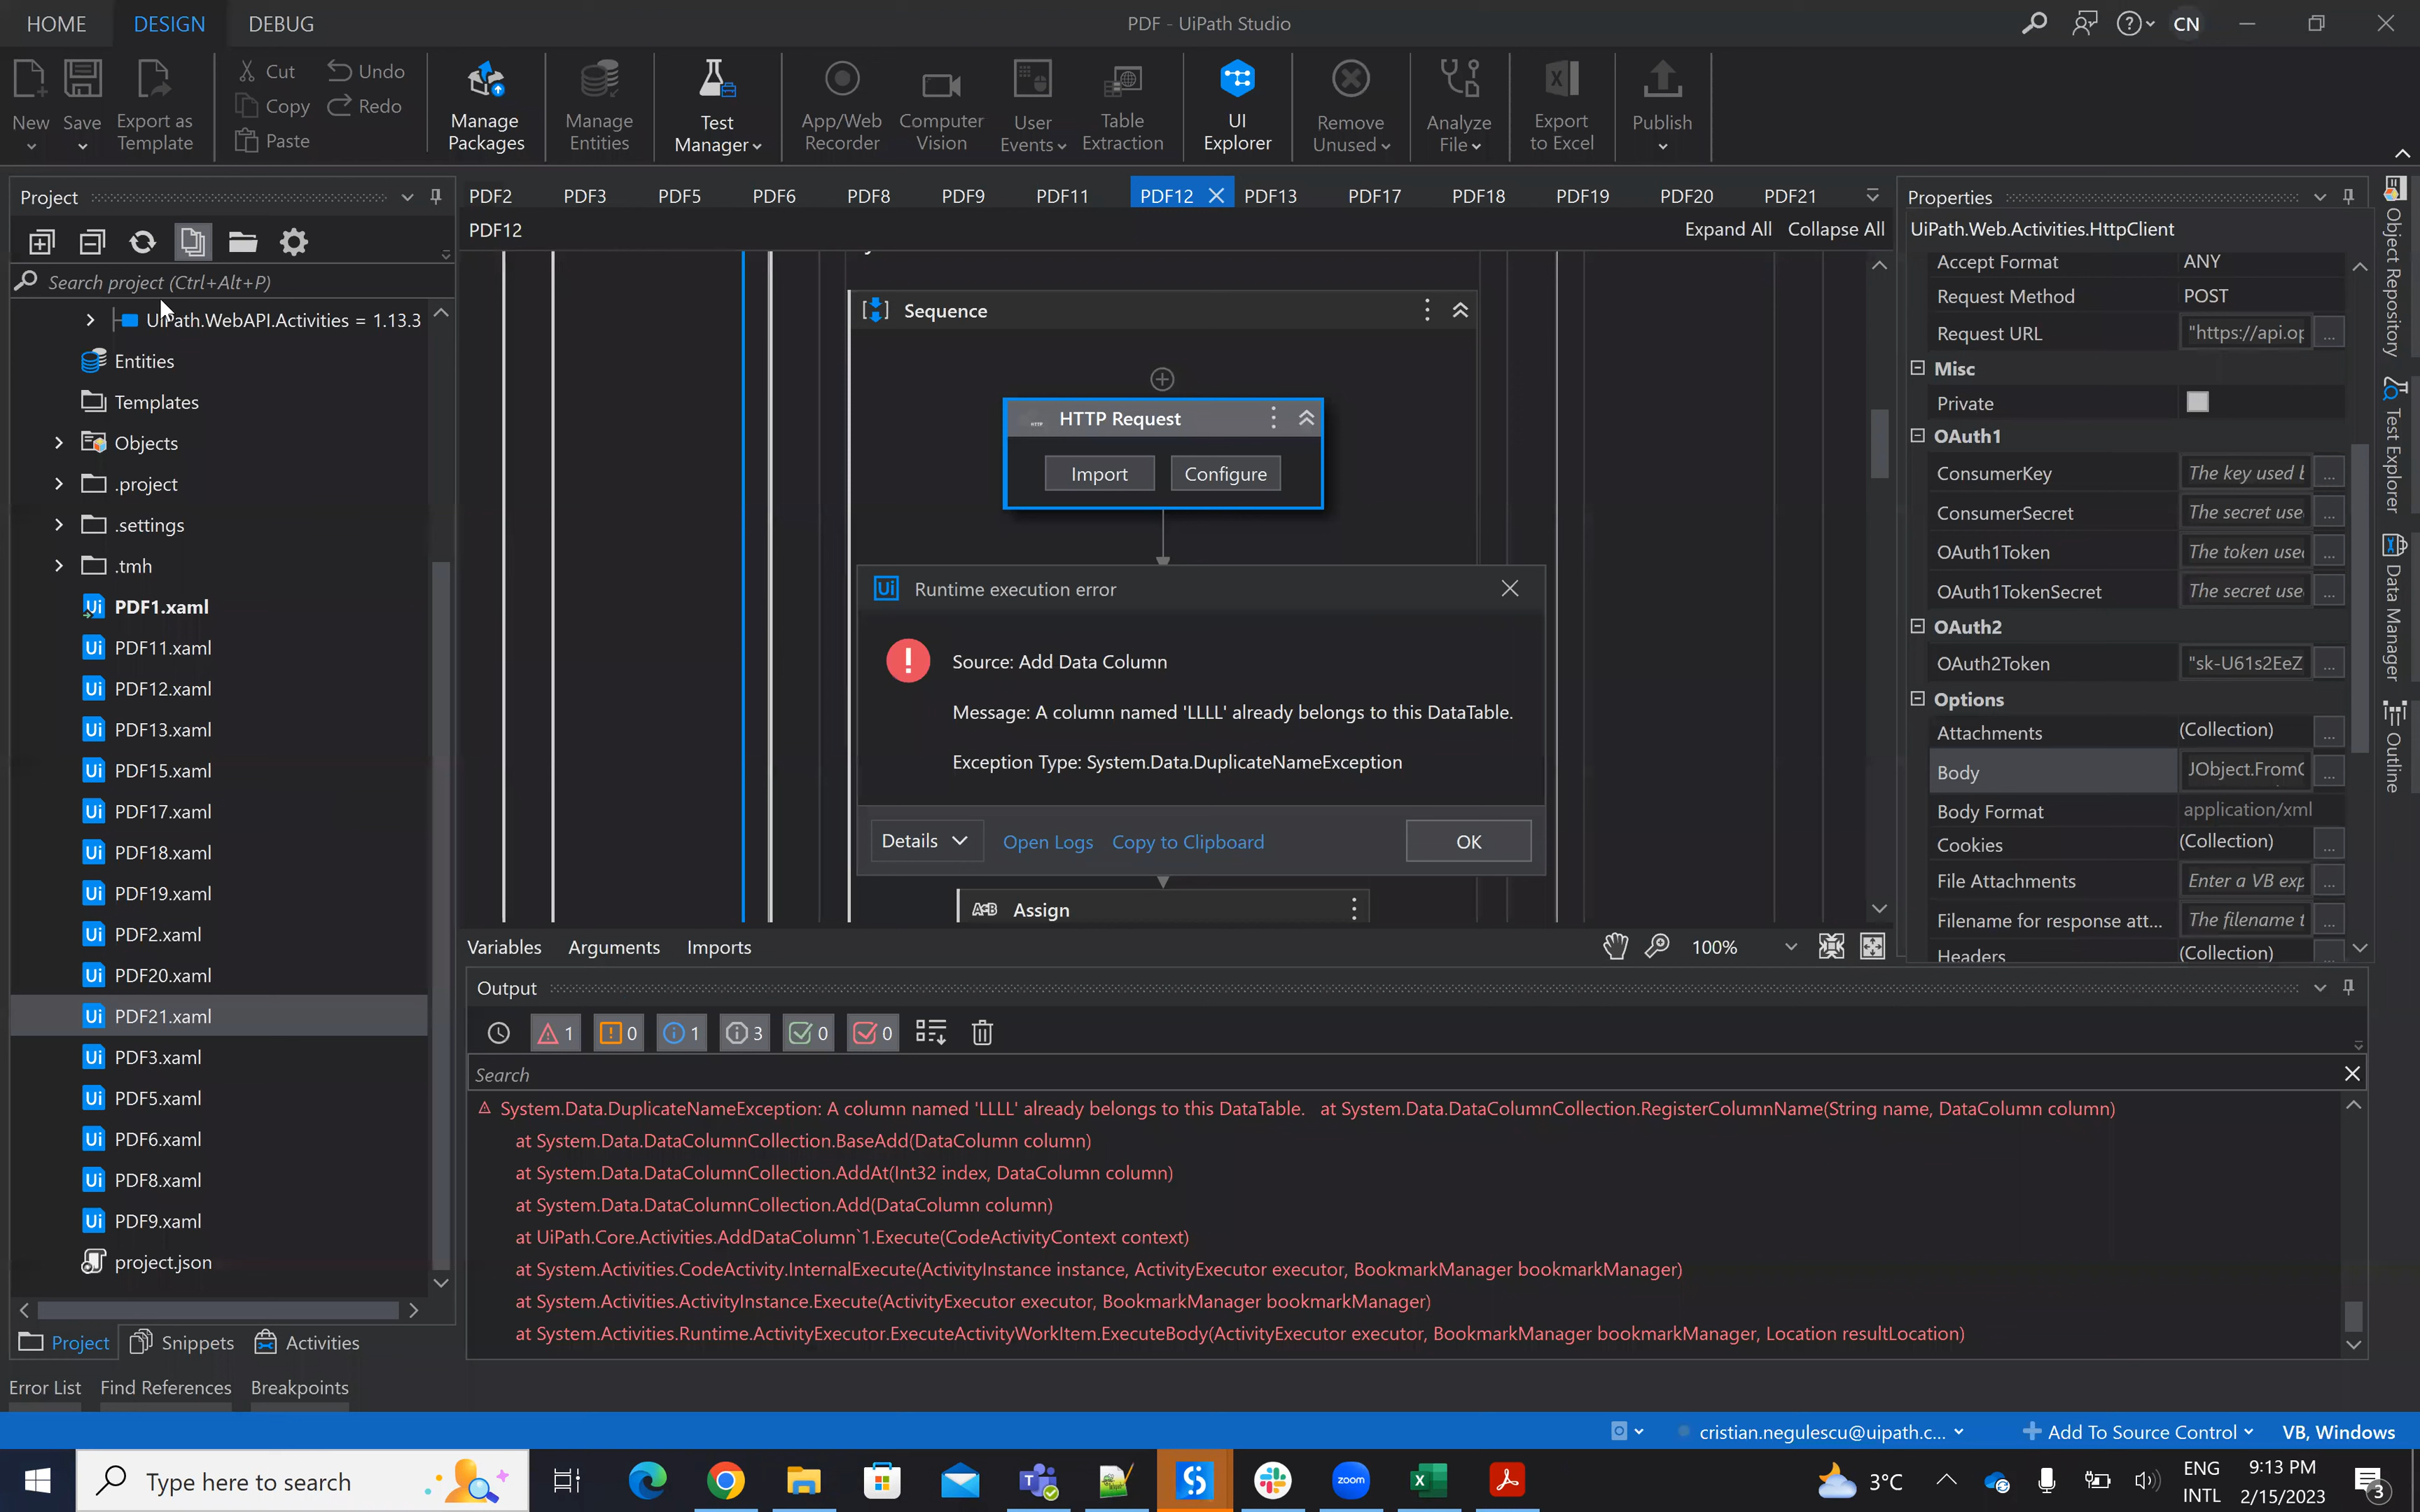 HOME
DESIGN
DEBUG
PDF - UiPath Studio
CN
New
Save
Export as
Template
Cut
Copy
Paste
Undo
Redo
Manage
Packages
Manage
Entities
Test
Manager
App/Web
Recorder
Computer
Vision
User
Events
Table
Extraction
UI
Explorer
Remove
Unused
Analyze
File
Export
to Excel
Publish
Project
Search project (Ctrl+Alt+P)
UiPath.WebAPI.Activities = 1.13.3
Entities
Templates
Objects
.project
.settings
.tmh
PDF1.xaml
PDF11.xaml
PDF12.xaml
PDF13.xaml
PDF15.xaml
PDF17.xaml
PDF18.xaml
PDF19.xaml
PDF2.xaml
PDF20.xaml
PDF21.xaml
PDF3.xaml
PDF5.xaml
PDF6.xaml
PDF8.xaml
PDF9.xaml
project.json
Project
Snippets
Activities
Error List
Find References
Breakpoints
PDF2
PDF3
PDF5
PDF6
PDF8
PDF9
PDF11
PDF12
PDF13
PDF17
PDF18
PDF19
PDF20
PDF21
PDF12
Expand All
Collapse All
Sequence
HTTP Request
Import
Configure
Runtime execution error
Source: Add Data Column
Message: A column named 'LLLL' already belongs to this DataTable.
Exception Type: System.Data.DuplicateNameException
Details
Open Logs
Copy to Clipboard
OK
Assign
Variables
Arguments
Imports
100%
Output
1
0
1
3
0
0
Search
System.Data.DuplicateNameException: A column named 'LLLL' already belongs to this DataTable. at System.Data.DataColumnCollection.RegisterColumnName(String name, DataColumn column)
at System.Data.DataColumnCollection.BaseAdd(DataColumn column)
at System.Data.DataColumnCollection.AddAt(Int32 index, DataColumn column)
at System.Data.DataColumnCollection.Add(DataColumn column)
at UiPath.Core.Activities.AddDataColumn`1.Execute(CodeActivityContext context)
at System.Activities.CodeActivity.InternalExecute(ActivityInstance instance, ActivityExecutor executor, BookmarkManager bookmarkManager)
at System.Activities.ActivityInstance.Execute(ActivityExecutor executor, BookmarkManager bookmarkManager)
at System.Activities.Runtime.ActivityExecutor.ExecuteActivityWorkItem.ExecuteBody(ActivityExecutor executor, BookmarkManager bookmarkManager, Location resultLocation)
Properties
UiPath.Web.Activities.HttpClient
Accept Format ANY
Request Method POST
Request URL "https://api.op ...
Misc
Private
OAuth1
ConsumerKey The key used b ...
ConsumerSecret The secret use ...
OAuth1Token The token used ...
OAuth1TokenSecret The secret use ...
OAuth2
OAuth2Token "sk-U61s2EeZ ...
Options
Attachments (Collection) ...
Body JObject.From ...
Body Format application/xml
Cookies (Collection) ...
File Attachments Enter a VB exp ...
Filename for response att... The filename t ...
Headers (Collection) ...
Object Repository
Test Explorer
Data Manager
Outline
cristian.negulescu@uipath.c...
Add To Source Control
VB, Windows
Type here to search
zoom
3°C
ENG
INTL
9:13 PM
2/15/2023
3